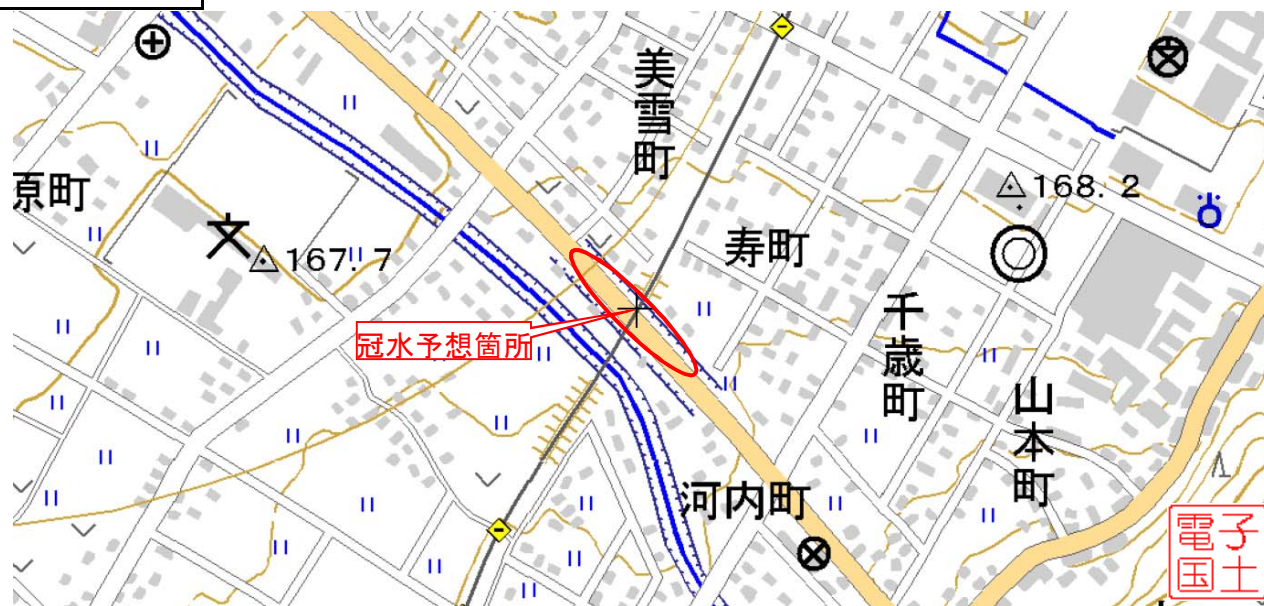 美雪町
168. 2
原町
寿町
167. 7
千歳町
冠水予想箇所
山本町
河内町
電子
国土